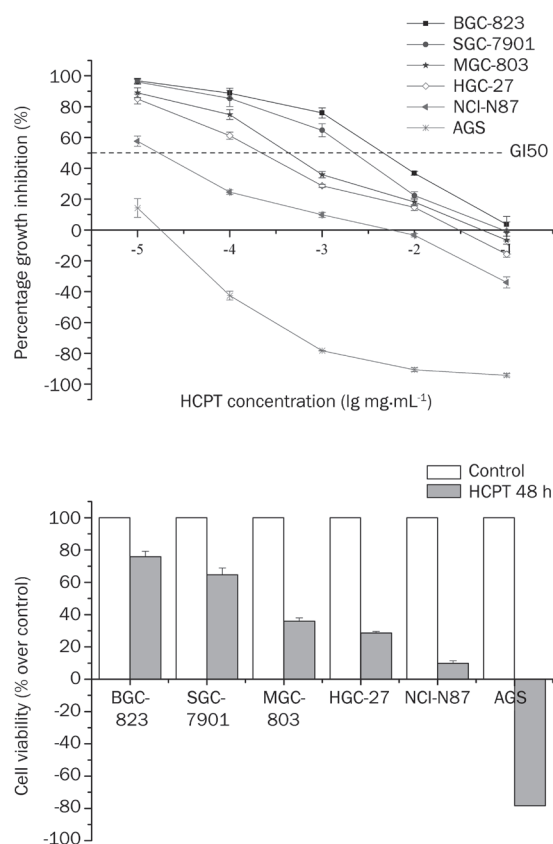 BGC-823
SGC-7901
MGC-803
HGC-27
NCI-N87
AGS
Percentage growth inhibition (%)
100
80
60
40
20
0
-20
-40
-60
-80
-100
GI50
-5
-4
-3
-2
-1
HCPT concentration (lg mg·mL⁻¹)
Control
HCPT 48 h
Cell viability (% over control)
100
80
60
40
20
0
-20
-40
-60
-80
-100
BGC-
823
SGC-
7901
MGC-
803
HGC-27
NCI-N87
AGS